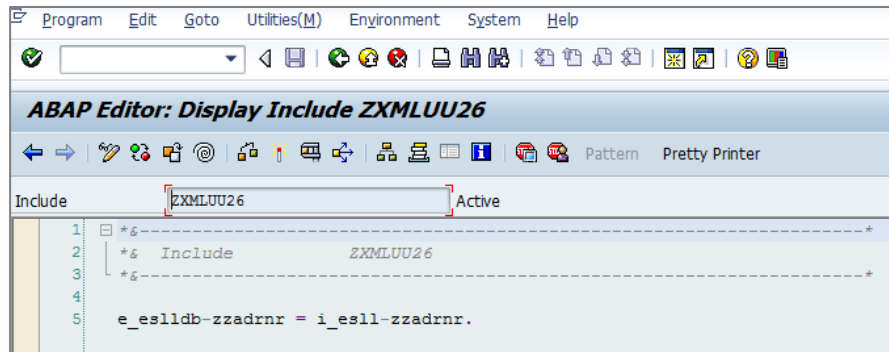 Program Edit Goto Utilities(M) Environment System Help
ABAP Editor: Display Include ZXMLUU26
Pattern Pretty Printer
Include ZXMLUU26 Active
1 *&---------------------------------------------------------------------*
2 *&  Include           ZXMLUU26
3 *&---------------------------------------------------------------------*
4
5 e_eslldb-zzadrnr = i_esll-zzadrnr.